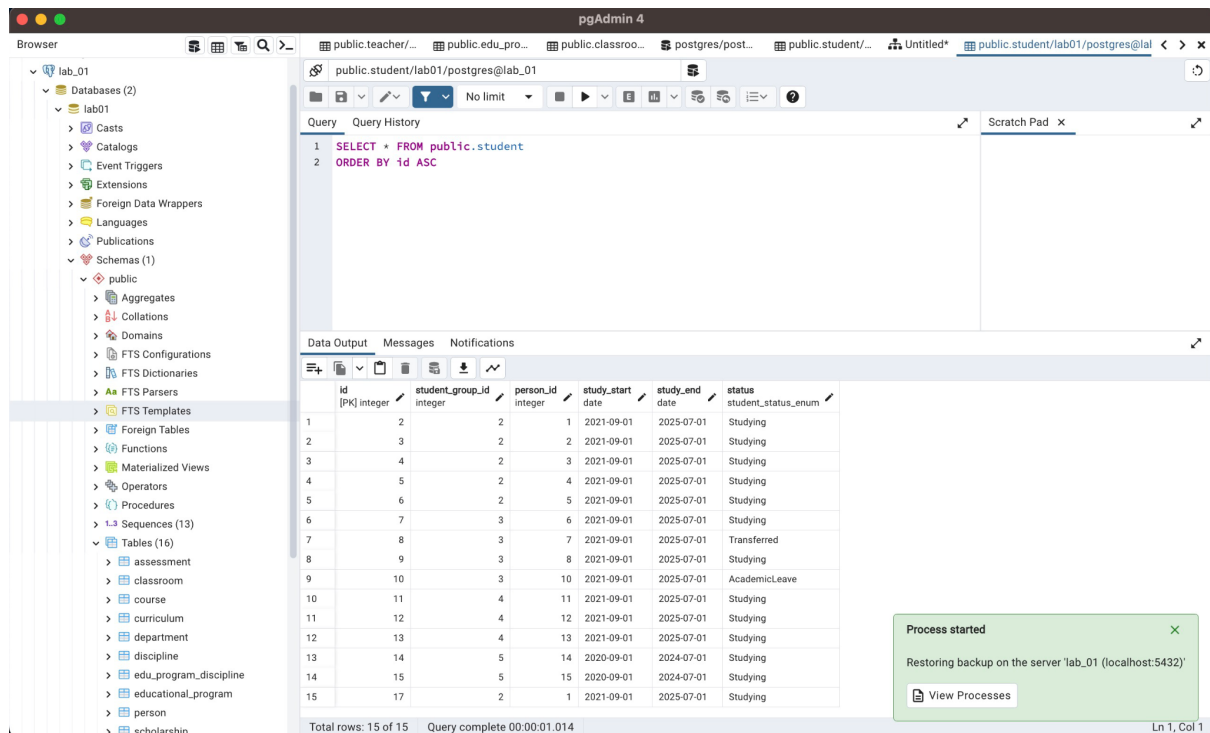 pgAdmin 4
Browser
public.teacher/... public.edu_pro... public.classroo... postgres/post... public.student/... Untitled* public.student/lab01/postgres@lal
lab_01
Databases (2)
lab01
Casts
Catalogs
Event Triggers
Extensions
Foreign Data Wrappers
Languages
Publications
Schemas (1)
public
Aggregates
Collations
Domains
FTS Configurations
FTS Dictionaries
Aa FTS Parsers
FTS Templates
Foreign Tables
Functions
Materialized Views
Operators
Procedures
1..3 Sequences (13)
Tables (16)
assessment
classroom
course
curriculum
department
discipline
edu_program_discipline
educational_program
person
scholarship
public.student/lab01/postgres@lab_01
No limit
E
Query Query History
Scratch Pad
1 SELECT * FROM public.student
2 ORDER BY id ASC
Data Output Messages Notifications
id student_group_id person_id study_start study_end status
[PK] integer integer integer date date student_status_enum
1 2 2 1 2021-09-01 2025-07-01 Studying
2 3 2 2 2021-09-01 2025-07-01 Studying
3 4 2 3 2021-09-01 2025-07-01 Studying
4 5 2 4 2021-09-01 2025-07-01 Studying
5 6 2 5 2021-09-01 2025-07-01 Studying
6 7 3 6 2021-09-01 2025-07-01 Studying
7 8 3 7 2021-09-01 2025-07-01 Transferred
8 9 3 8 2021-09-01 2025-07-01 Studying
9 10 3 10 2021-09-01 2025-07-01 AcademicLeave
10 11 4 11 2021-09-01 2025-07-01 Studying
11 12 4 12 2021-09-01 2025-07-01 Studying
12 13 4 13 2021-09-01 2025-07-01 Studying
13 14 5 14 2020-09-01 2024-07-01 Studying
14 15 5 15 2020-09-01 2024-07-01 Studying
15 17 2 1 2021-09-01 2025-07-01 Studying
Process started
Restoring backup on the server 'lab_01 (localhost:5432)'
View Processes
Total rows: 15 of 15 Query complete 00:00:01.014
Ln 1, Col 1